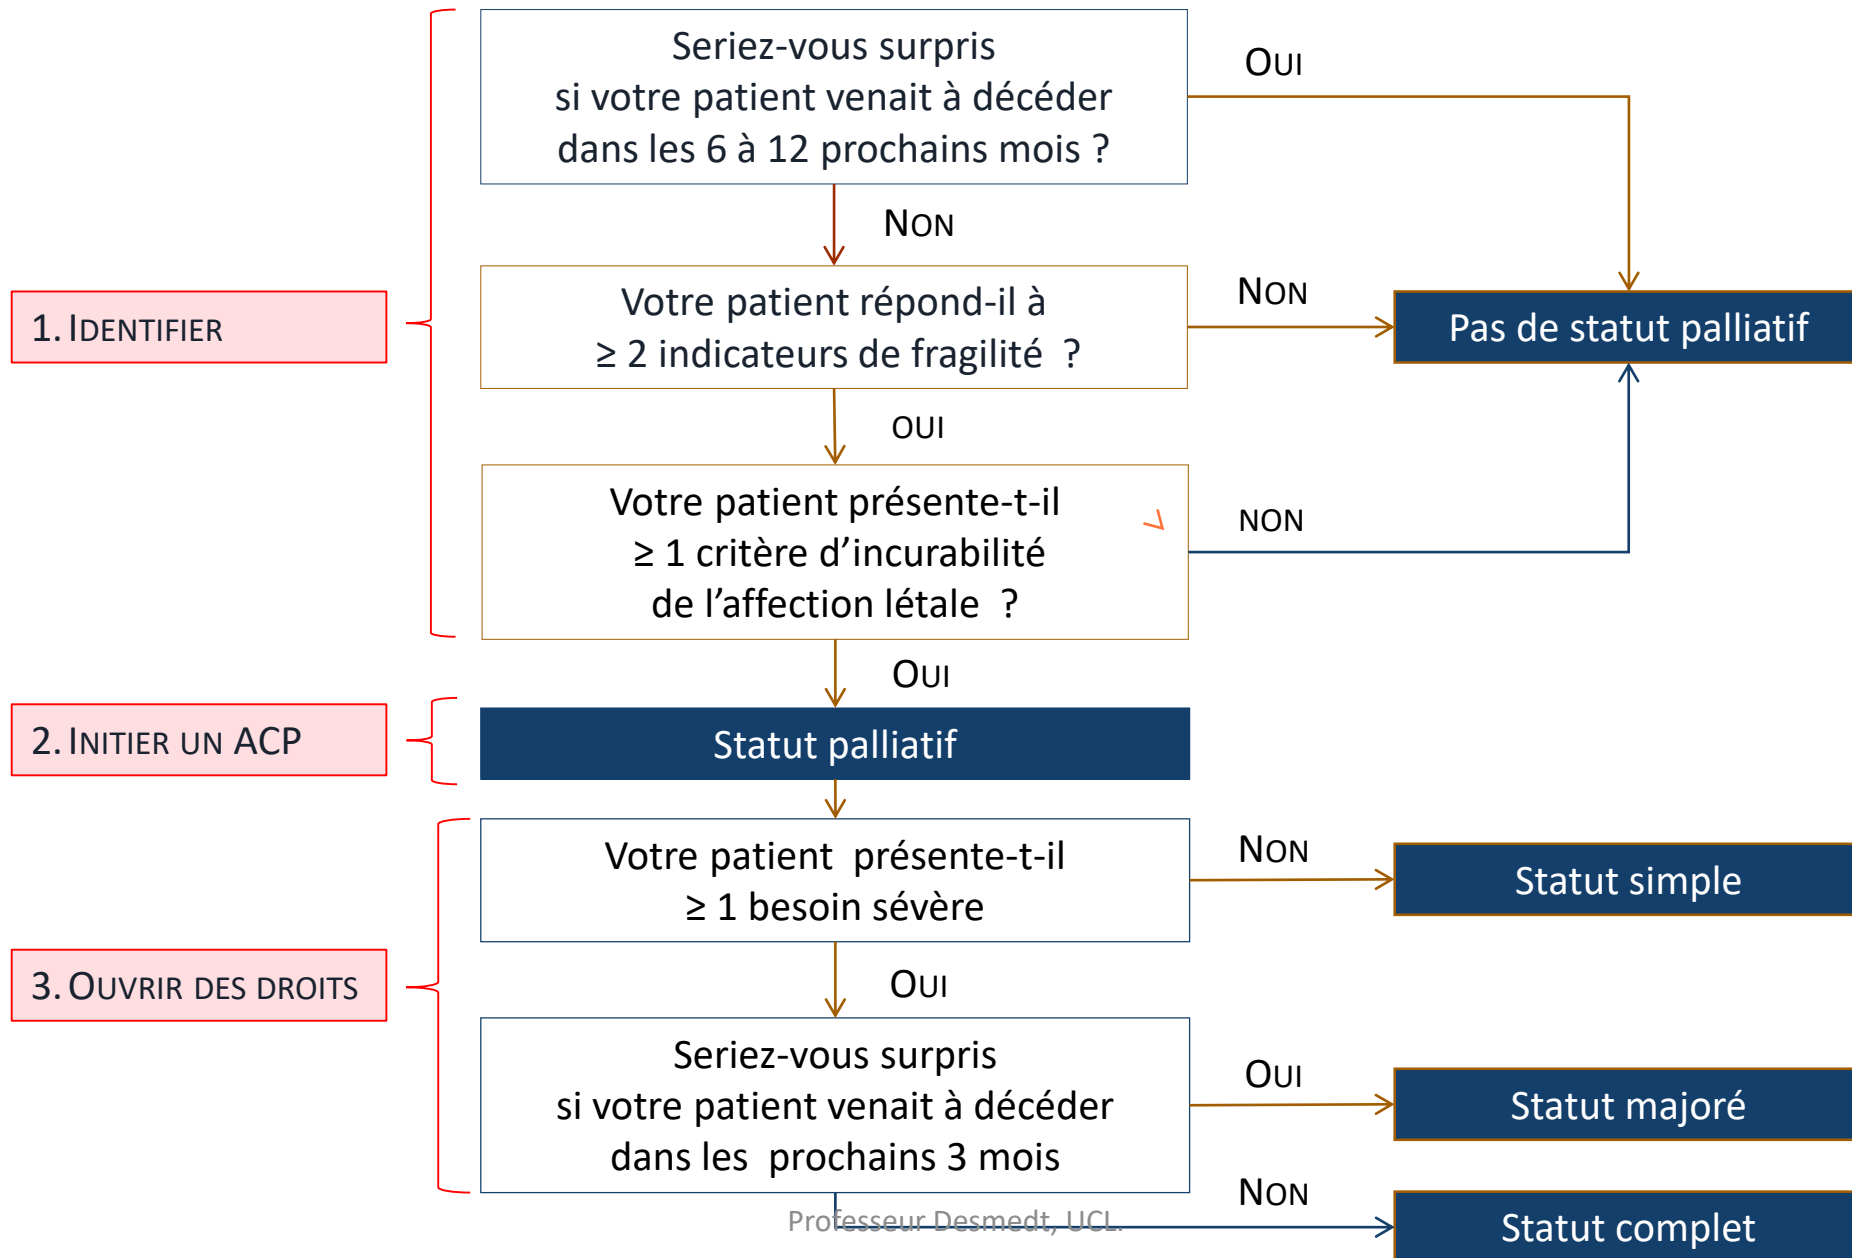 Seriez-vous surpris
si votre patient venait à décéder
dans les 6 à 12 prochains mois ?
OUI
NON
1. IDENTIFIER
Votre patient répond-il à
≥ 2 indicateurs de fragilité  ?
NON
Pas de statut palliatif
OUI
Votre patient présente-t-il
≥ 1 critère d’incurabilité
de l’affection létale  ?
NON
OUI
2. INITIER UN ACP
Statut palliatif
Votre patient  présente-t-il
≥ 1 besoin sévère
NON
Statut simple
3. OUVRIR DES DROITS
OUI
Seriez-vous surpris
si votre patient venait à décéder
dans les  prochains 3 mois
OUI
Statut majoré
NON
Statut complet
Professeur Desmedt, UCL.